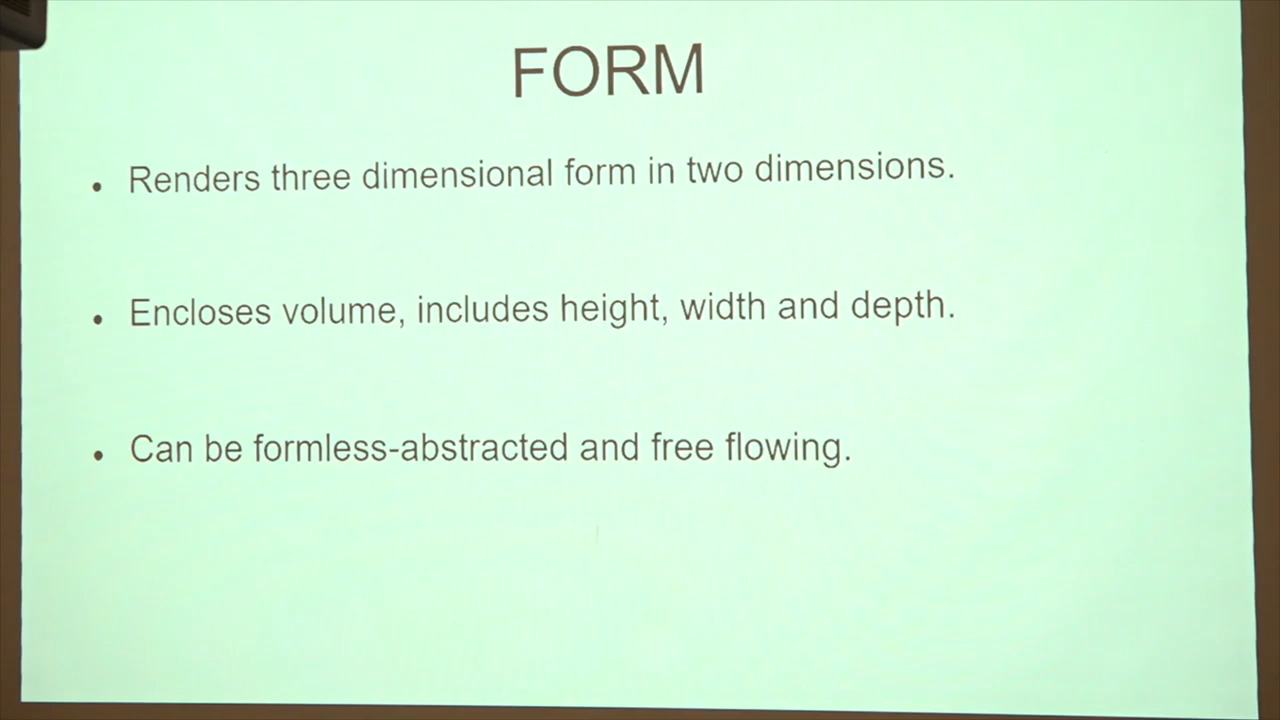 FORM
• Renders three dimensional form in two dimensions.
• Encloses volume, includes height, width and depth.
• Can be formless-abstracted and free flowing.